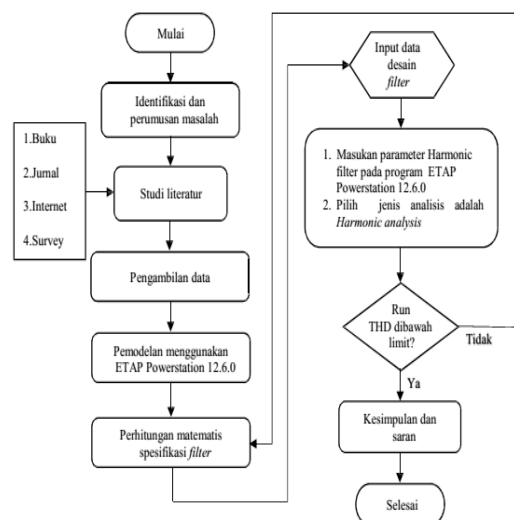 Mulai
Identifikasi dan
perumusan masalah
1.Buku
2.Jurnal
3.Internet
4.Survey
Studi literatur
Pengambilan data
Pemodelan menggunakan
ETAP Powerstation 12.6.0
Perhitungan matematis
spesifikasi filter
Input data
desain
filter
1. Masukan parameter Harmonic
filter pada program ETAP
Powerstation 12.6.0
2. Pilih jenis analisis adalah
Harmonic analysis
Run
THD dibawah
limit?
Tidak
Ya
Kesimpulan dan
saran
Selesai